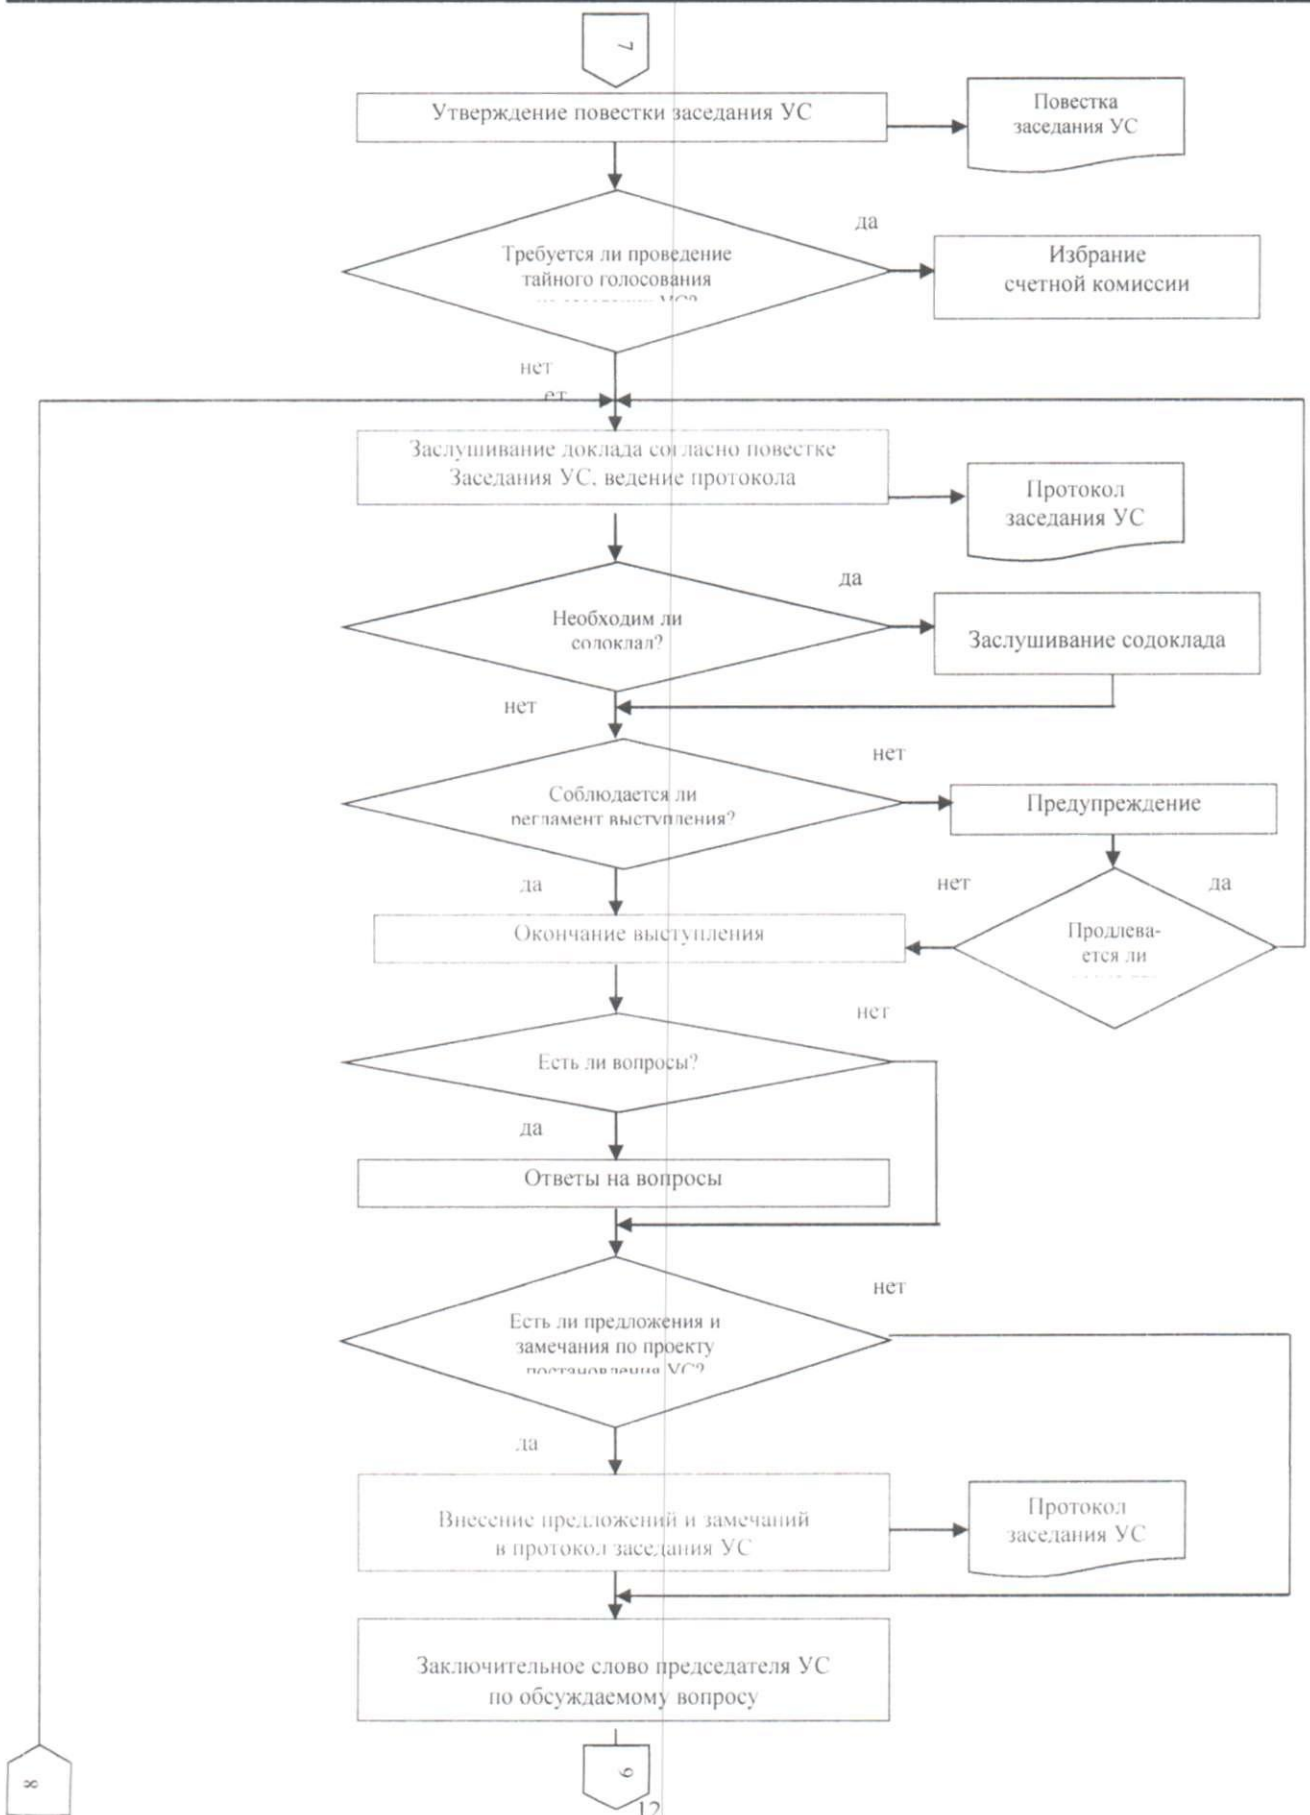 7
Утверждение повестки заседания УС
Повестка
заседания УС
да
Требуется ли проведение
тайного голосования
УС?
Избрание
счетной комиссии
нет
ет
Заслушивание доклада согласно повестке
Заседания УС, ведение протокола
Протокол
заседания УС
да
Необходим ли
содоклад?
Заслушивание содоклада
нет
нет
Соблюдается ли
регламент выступления?
Предупреждение
да
нет
да
Окончание выступления
Продлева-
ется ли
нет
Есть ли вопросы?
да
Ответы на вопросы
нет
Есть ли предложения и
замечания по проекту
постановления УС?
да
Внесение предложений и замечаний
в протокол заседания УС
Протокол
заседания УС
Заключительное слово председателя УС
по обсуждаемому вопросу
8
9
12